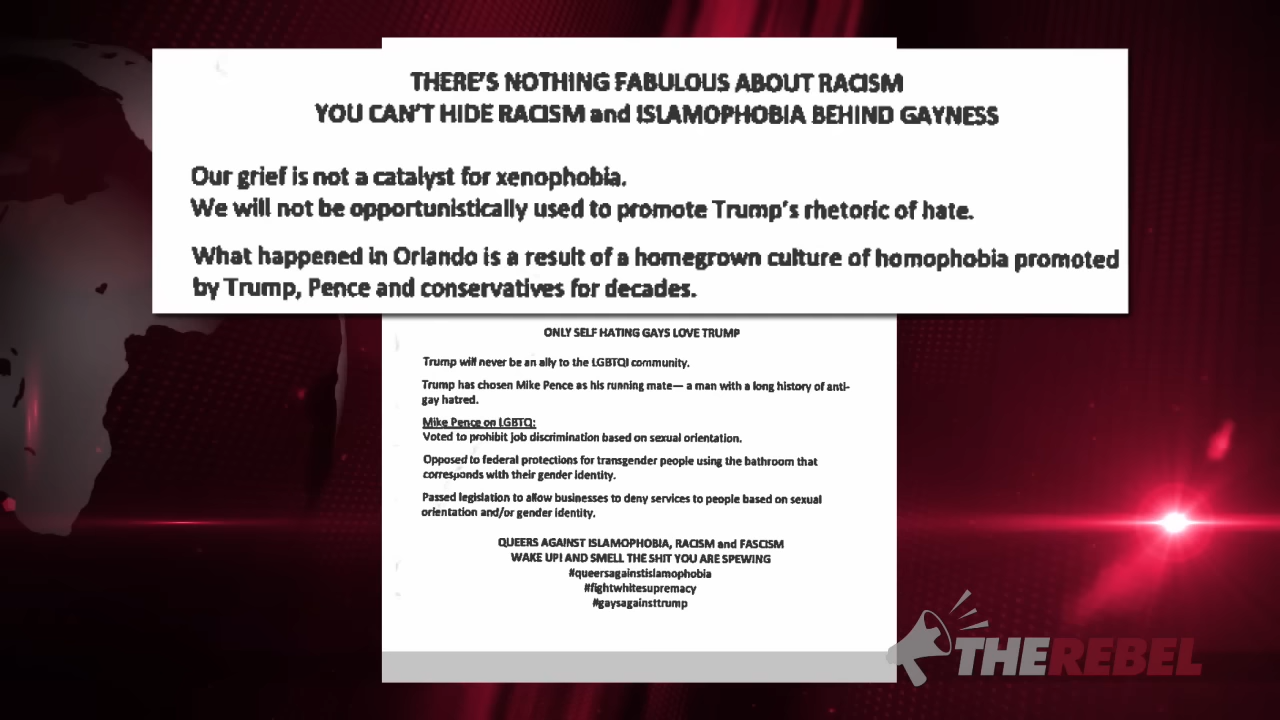 THERE'S NOTHING FABULOUS ABOUT RACISM
YOU CAN'T HIDE RACISM and ISLAMOPHOBIA BEHIND GAYNESS
Our grief is not a catalyst for xenophobia.
We will not be opportunistically used to promote Trump's rhetoric of hate.
What happened in Orlando is a result of a homegrown culture of homophobia promoted
by Trump, Pence and conservatives for decades.
ONLY SELF HATING GAYS LOVE TRUMP
Trump will never be an ally to the LGBTQI community.
Trump has chosen Mike Pence as his running mate— a man with a long history of anti-
gay hatred.
Mike Pence on LGBTQ:
Voted to prohibit job discrimination based on sexual orientation.
Opposed to federal protections for transgender people using the bathroom that
corresponds with their gender identity.
Passed legislation to allow businesses to deny services to people based on sexual
orientation and/or gender identity.
QUEERS AGAINST ISLAMOPHOBIA, RACISM and FASCISM
WAKE UP! AND SMELL THE SHIT YOU ARE SPEWING
#queersagainstislamophobia
#fightwhitesupremacy
#gaysagainsttrump
THEREBEL